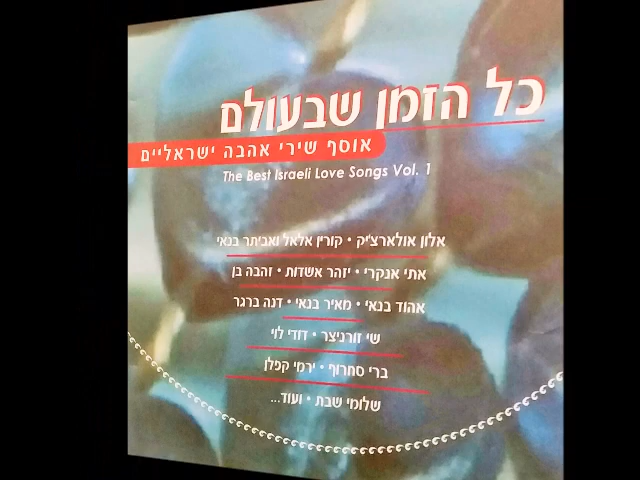 כל הזמן שבעולם
אוסף שירי אהבה ישראליים
The Best Israeli Love Songs Vol. 1
אלון אולארצ'יק • קורין אלאל ואביתר בנאי
אתי אנקרי • יזהר אשדות • זהבה בן
אהוד בנאי • מאיר בנאי • דנה ברגר
שי זורניצר • דודי לוי
ברי סחרוף • ירמי קפלן
שלומי שבת • ועוד...